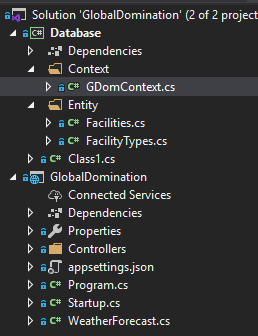 Solution 'GlobalDomination' (2 of 2 project
C# Database
Dependencies
Context
C# GDomContext.cs
Entity
C# Facilities.cs
C# FacilityTypes.cs
C# Class1.cs
GlobalDomination
Connected Services
Dependencies
Properties
Controllers
appsettings.json
C# Program.cs
C# Startup.cs
C# WeatherForecast.cs